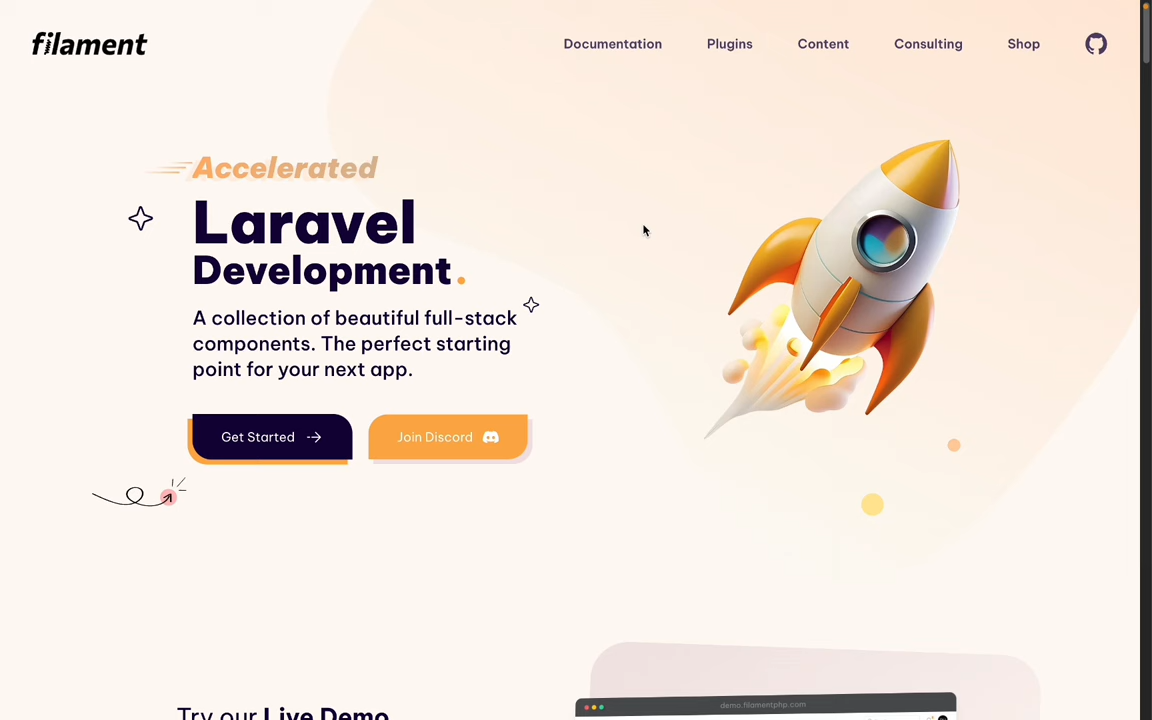 filament
Documentation Plugins Content Consulting Shop
Accelerated
Laravel
Development.
A collection of beautiful full-stack
components. The perfect starting
point for your next app.
Get Started Join Discord
Try our Live Demo
demo.filamentphp.com